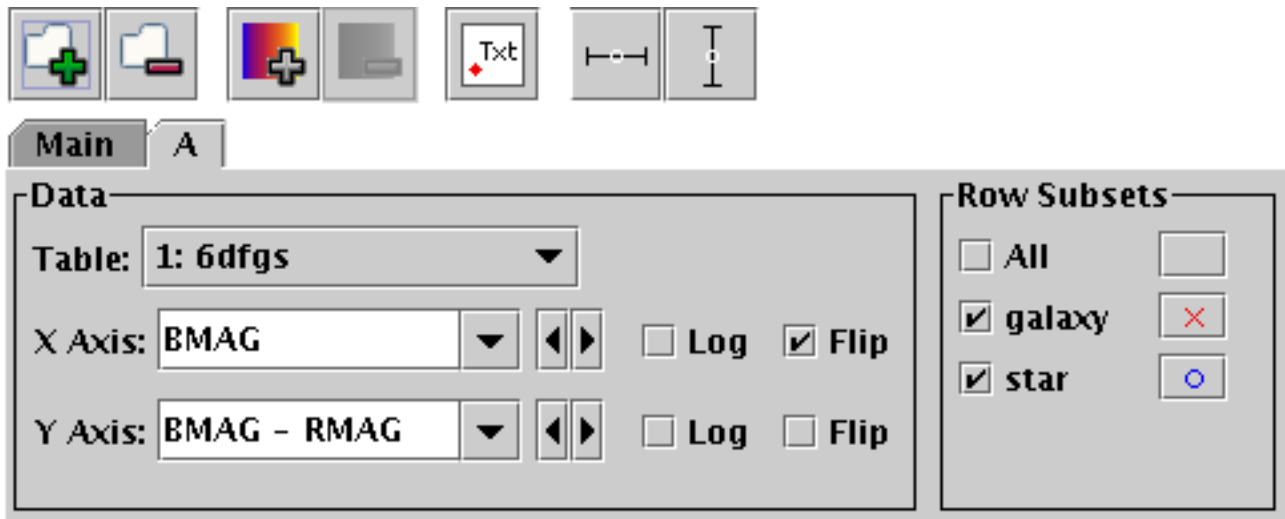 Txt
Main A
Data
Table: 1: 6dfgs
X Axis: BMAG Log Flip
Y Axis: BMAG – RMAG Log Flip
Row Subsets
All
galaxy
star